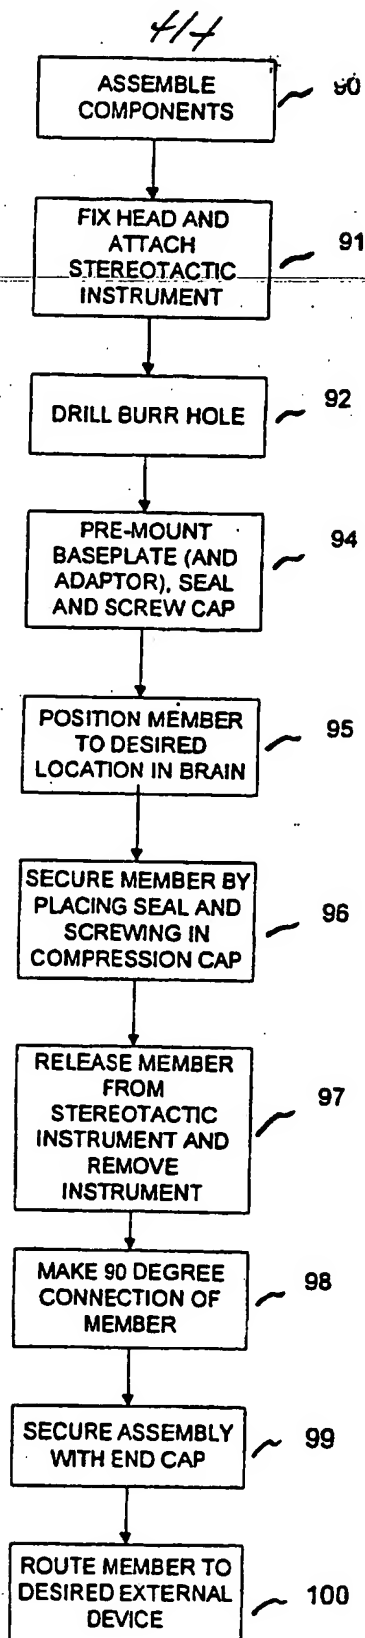 4/4
ASSEMBLE
COMPONENTS
90
FIX HEAD AND
ATTACH
STEREOTACTIC
INSTRUMENT
91
DRILL BURR HOLE
92
PRE-MOUNT
BASEPLATE (AND
ADAPTOR), SEAL
AND SCREW CAP
94
POSITION MEMBER
TO DESIRED
LOCATION IN BRAIN
95
SECURE MEMBER BY
PLACING SEAL AND
SCREWING IN
COMPRESSION CAP
96
RELEASE MEMBER
FROM
STEREOTACTIC
INSTRUMENT AND
REMOVE
INSTRUMENT
97
MAKE 90 DEGREE
CONNECTION OF
MEMBER
98
SECURE ASSEMBLY
WITH END CAP
99
ROUTE MEMBER TO
DESIRED EXTERNAL
DEVICE
100